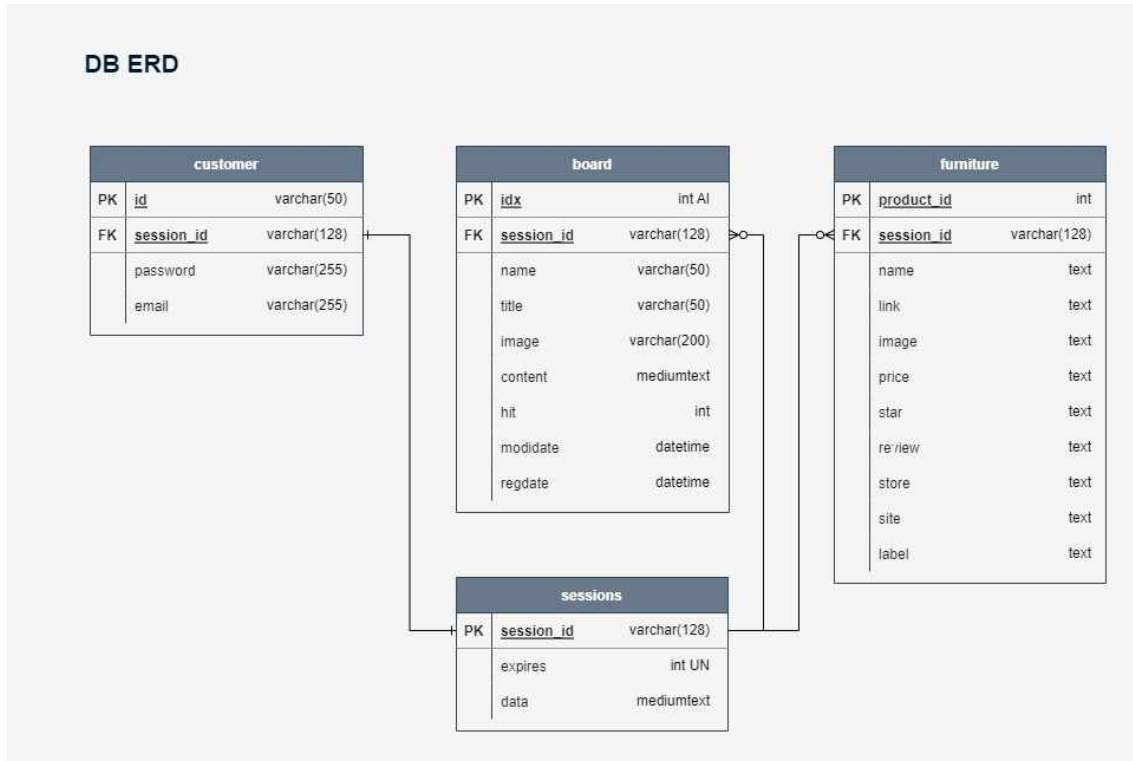 DB ERD
customer
PK id varchar(50)
FK session_id varchar(128)
password varchar(255)
email varchar(255)
board
PK idx int AI
FK session_id varchar(128)
name varchar(50)
title varchar(50)
image varchar(200)
content mediumtext
hit int
modidate datetime
regdate datetime
furniture
PK product_id int
FK session_id varchar(128)
name text
link text
image text
price text
star text
review text
store text
site text
label text
sessions
PK session_id varchar(128)
expires int UN
data mediumtext